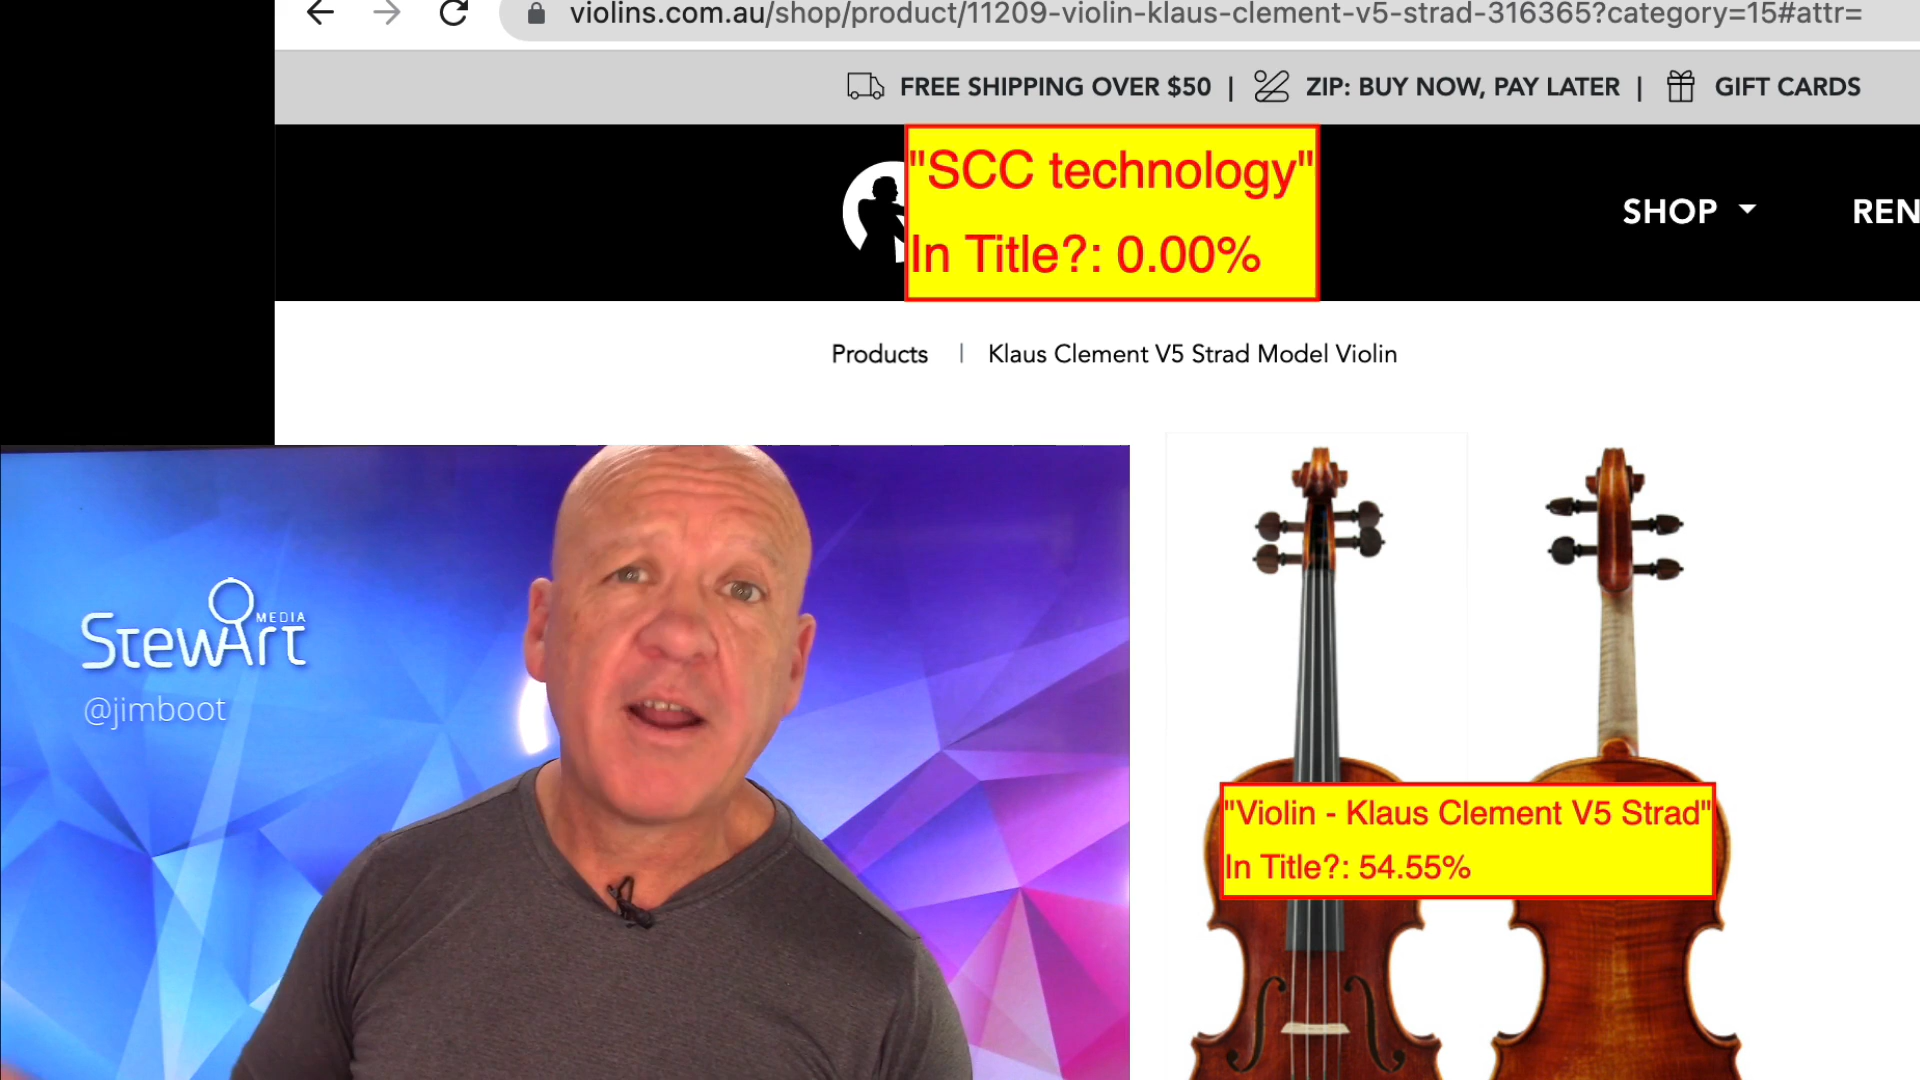 violins.com.au/shop/product/11209-violin-klaus-clement-v5-strad-316365?category=15#attr=
FREE SHIPPING OVER $50 | ZIP: BUY NOW, PAY LATER | GIFT CARDS
"SCC technology"
In Title?: 0.00%
SHOP
REN
Products | Klaus Clement V5 Strad Model Violin
StewArt
MEDIA
@jimboot
"Violin - Klaus Clement V5 Strad"
In Title?: 54.55%